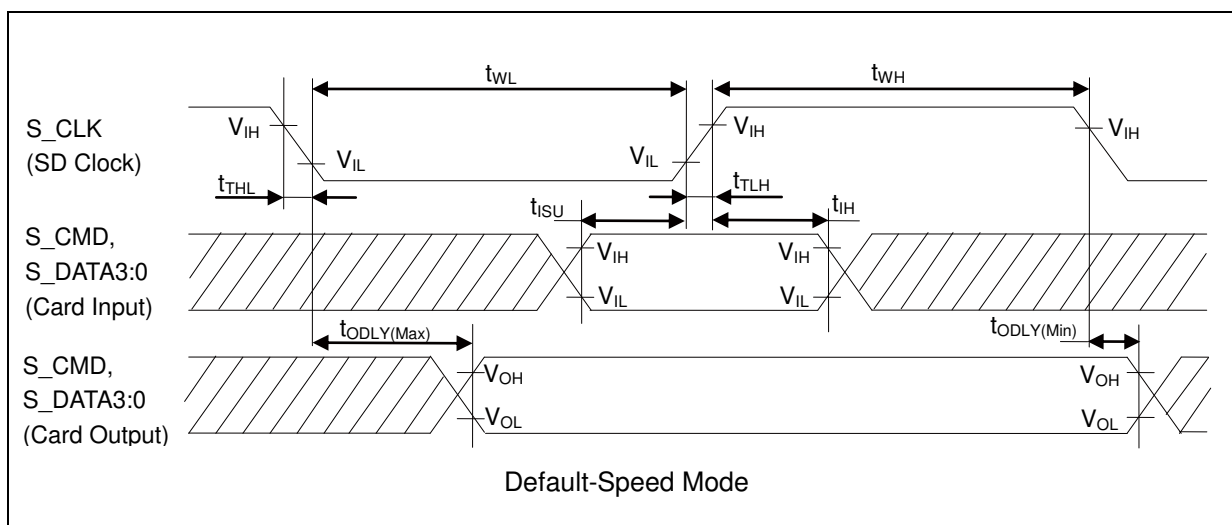 tWL
tWH
S_CLK
(SD Clock)
VIH
VIL
VIL
VIH
VIH
tTHL
tTLH
tISU
tIH
S_CMD,
S_DATA3:0
(Card Input)
VIH
VIL
VIH
VIL
tODLY(Max)
tODLY(Min)
S_CMD,
S_DATA3:0
(Card Output)
VOH
VOL
VOH
VOL
Default-Speed Mode